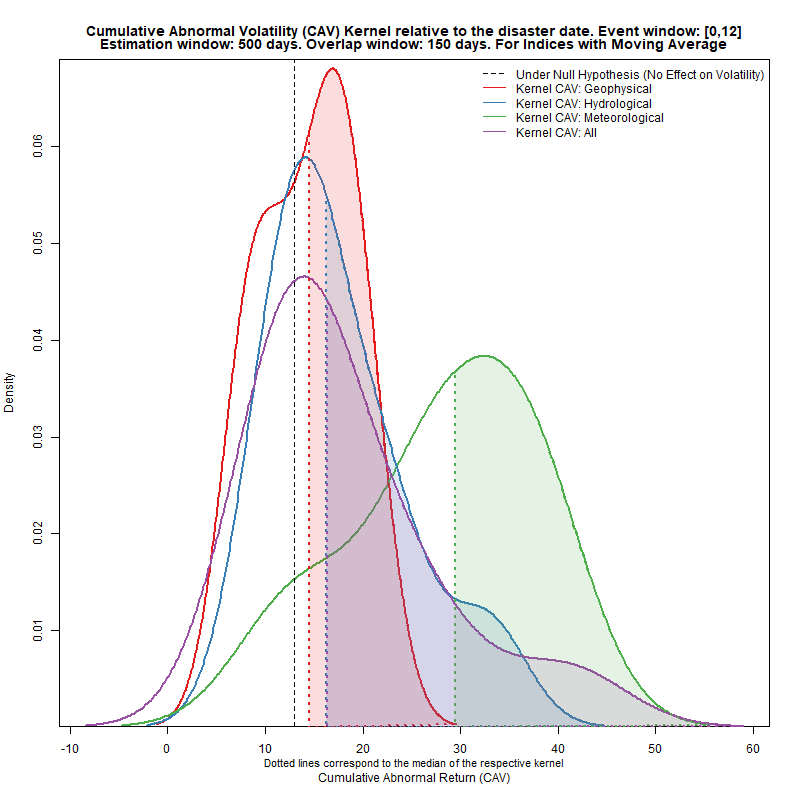 Cumulative Abnormal Volatility (CAV) Kernel relative to the disaster date. Event window: [0,12]
Estimation window: 500 days. Overlap window: 150 days. For Indices with Moving Average
Under Null Hypothesis (No Effect on Volatility)
Kernel CAV: Geophysical
Kernel CAV: Hydrological
Kernel CAV: Meteorological
Kernel CAV: All
0.06
0.05
0.04
0.03
0.02
0.01
Density
-10 0 10 20 30 40 50 60
Dotted lines correspond to the median of the respective kernel
Cumulative Abnormal Return (CAV)